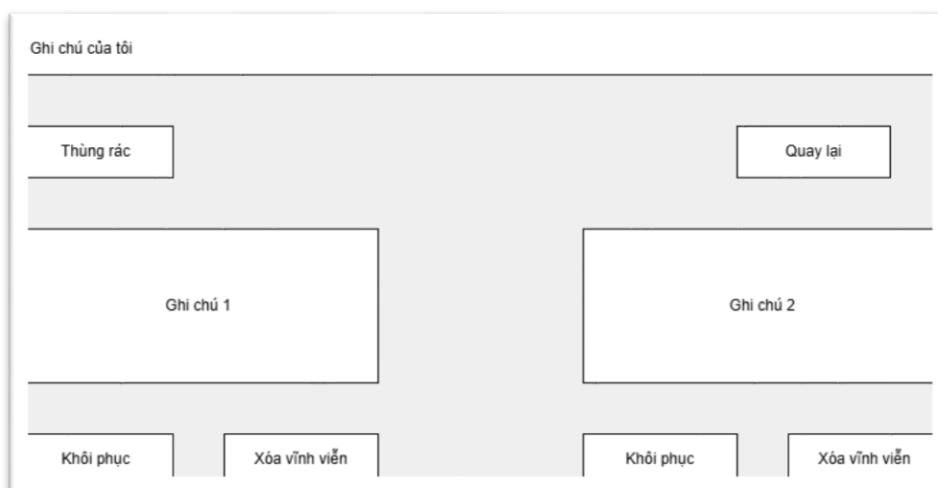 Ghi chú của tôi
Thùng rác
Quay lại
Ghi chú 1
Ghi chú 2
Khôi phục
Xóa vĩnh viễn
Khôi phục
Xóa vĩnh viễn